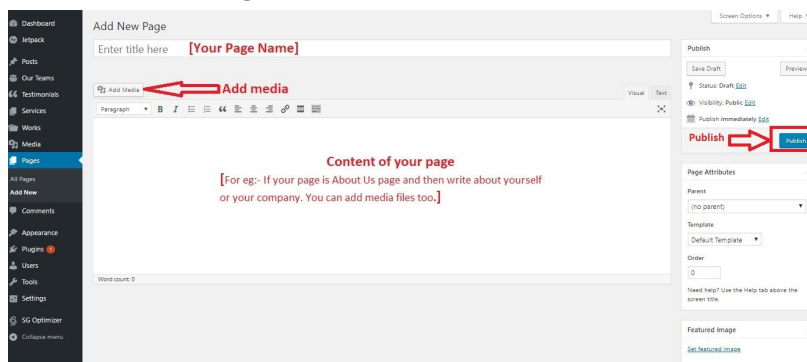 Screen Options ▼ Help
Dashboard
Jetpack
Posts
Our Teams
Testimonials
Services
Works
Media
Pages
All Pages
Add New
Comments
Appearance
Plugins
Users
Tools
Settings
SG Optimizer
Collapse menu
Add New Page
Enter title here [Your Page Name]
Add Media Add media
Visual Text
Paragraph ▼ B I
Content of your page
[For eg:- If your page is About Us page and then write about yourself
or your company. You can add media files too.]
Word count: 0
Publish
Save Draft Preview
Status: Draft Edit
Visibility: Public Edit
Publish immediately Edit
Publish Publish
Page Attributes
Parent
(no parent) ▼
Template
Default Template ▼
Order
0
Need help? Use the Help tab above the
screen title.
Featured Image
Set featured image